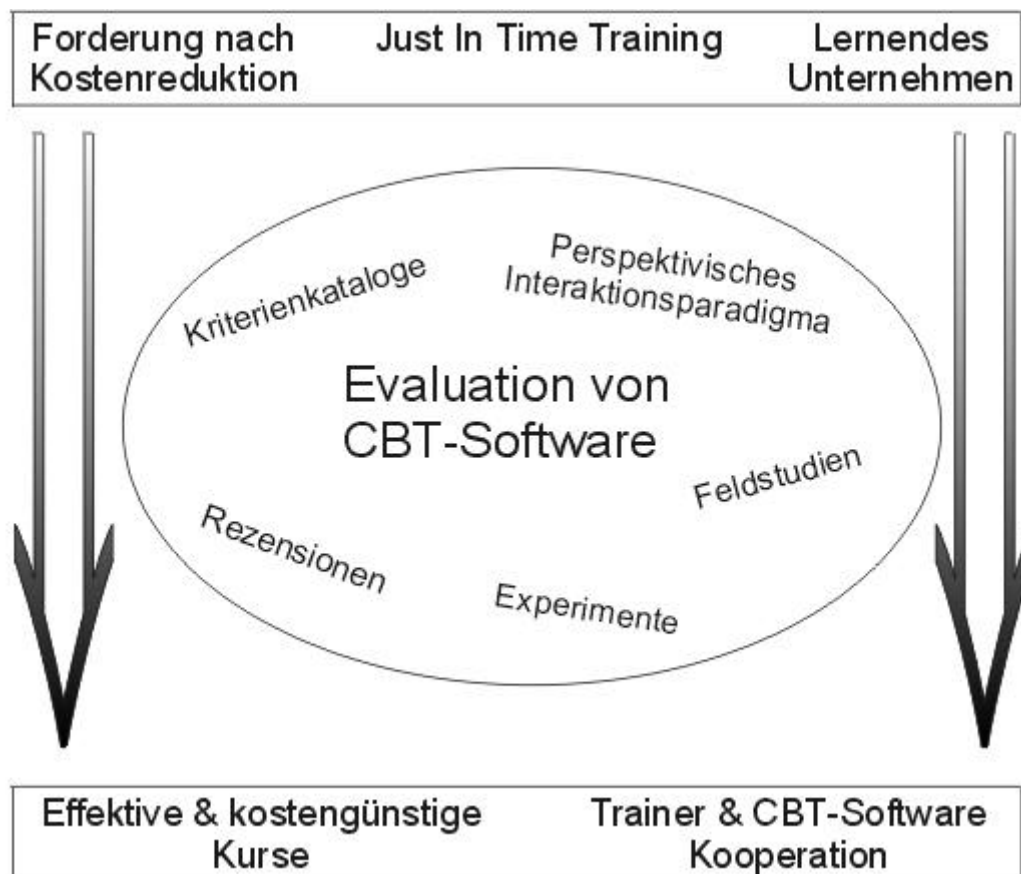 Forderung nach
Kostenreduktion
Just In Time Training
Lernendes
Unternehmen
Kriterienkataloge
Perspektivisches
Interaktionsparadigma
Evaluation von
CBT-Software
Feldstudien
Rezensionen
Experimente
Effektive & kostengünstige
Kurse
Trainer & CBT-Software
Kooperation